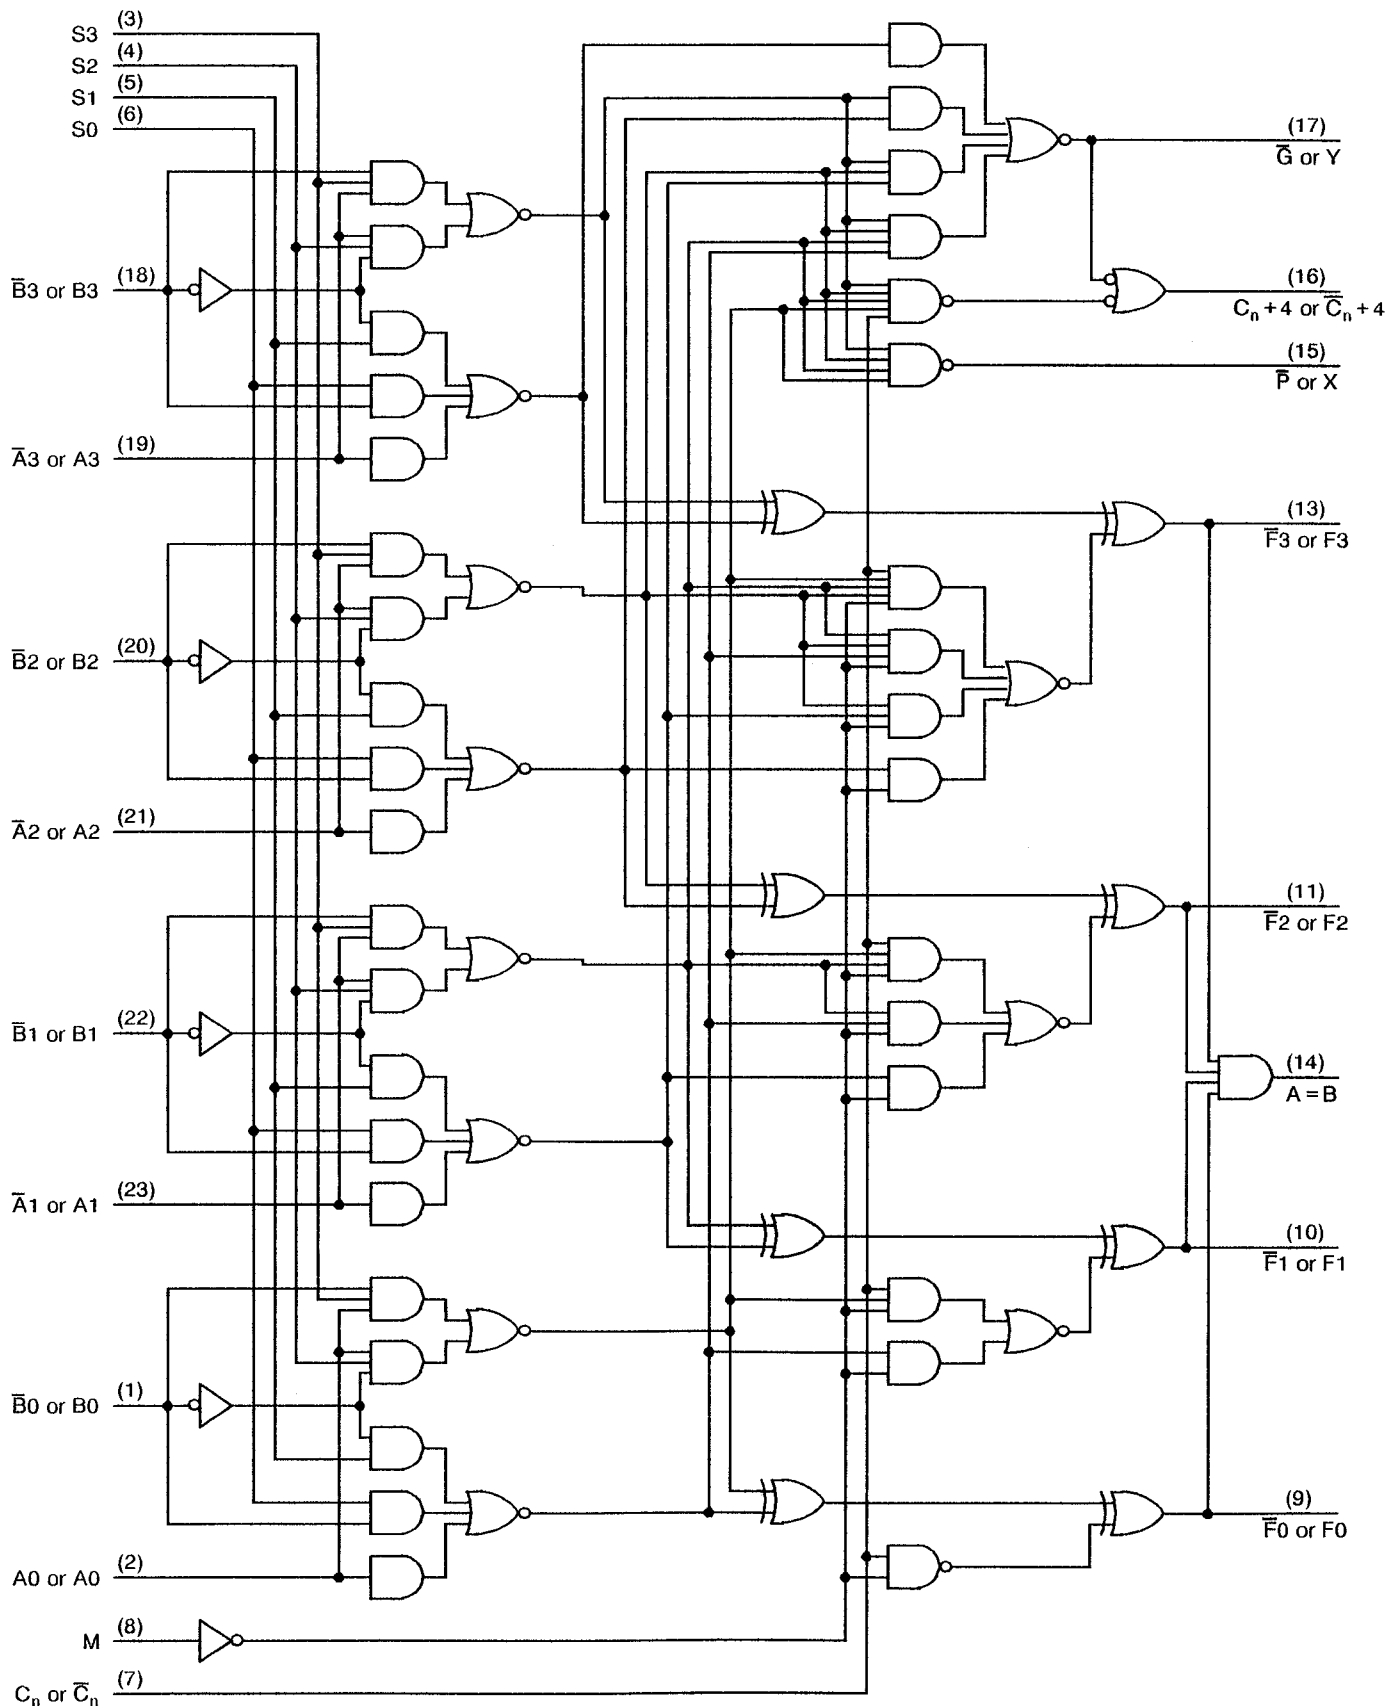 S3 (3)
S2 (4)
S1 (5)
S0 (6)
(17)
G̅ or Y
B̅3 or B3 (18)
(16)
Cn + 4 or C̅n + 4
(15)
P̅ or X
A̅3 or A3 (19)
(13)
F̅3 or F3
B̅2 or B2 (20)
A̅2 or A2 (21)
(11)
F̅2 or F2
B̅1 or B1 (22)
(14)
A = B
A̅1 or A1 (23)
(10)
F̅1 or F1
B̅0 or B0 (1)
(9)
F̅0 or F0
A0 or A0 (2)
M (8)
Cn or C̅n (7)